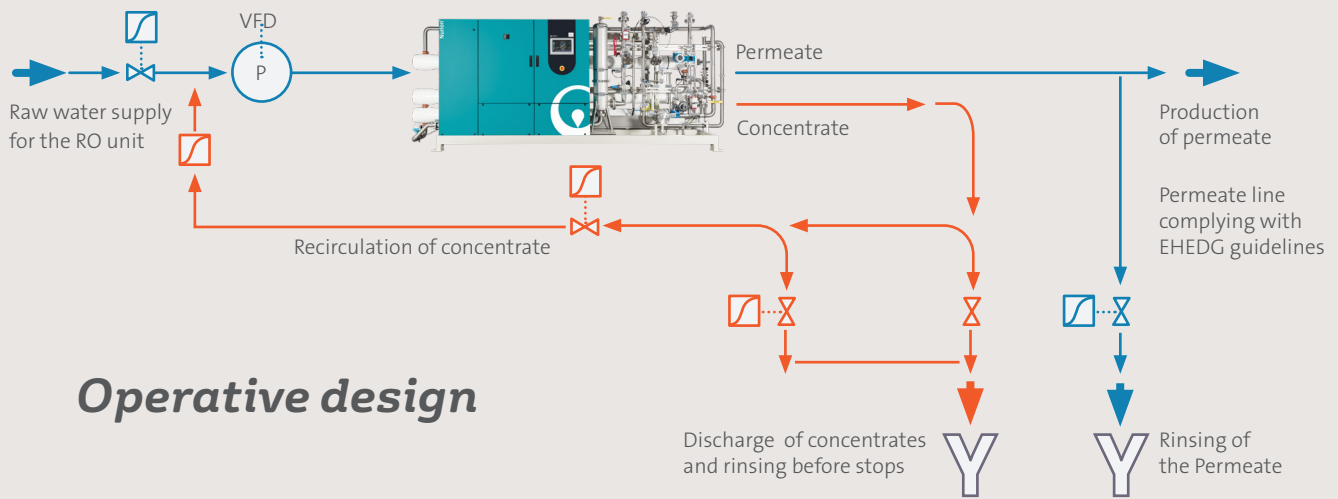 VFD
P
Raw water supply
for the RO unit
Permeate
Concentrate
Production
of permeate
Permeate line
complying with
EHEDG guidelines
Recirculation of concentrate
Operative design
Discharge of concentrates
and rinsing before stops
Rinsing of
the Permeate